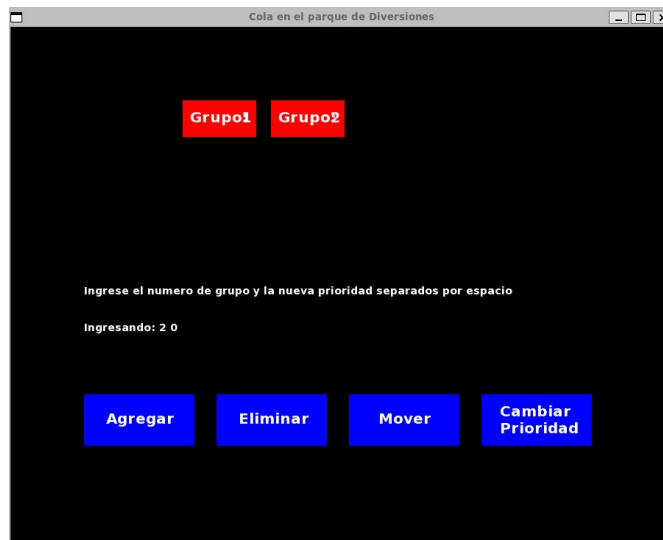 Cola en el parque de Diversiones
Grupo1 Grupo2
Ingrese el numero de grupo y la nueva prioridad separados por espacio
Ingresando: 2 0
Agregar Eliminar Mover Cambiar
Prioridad